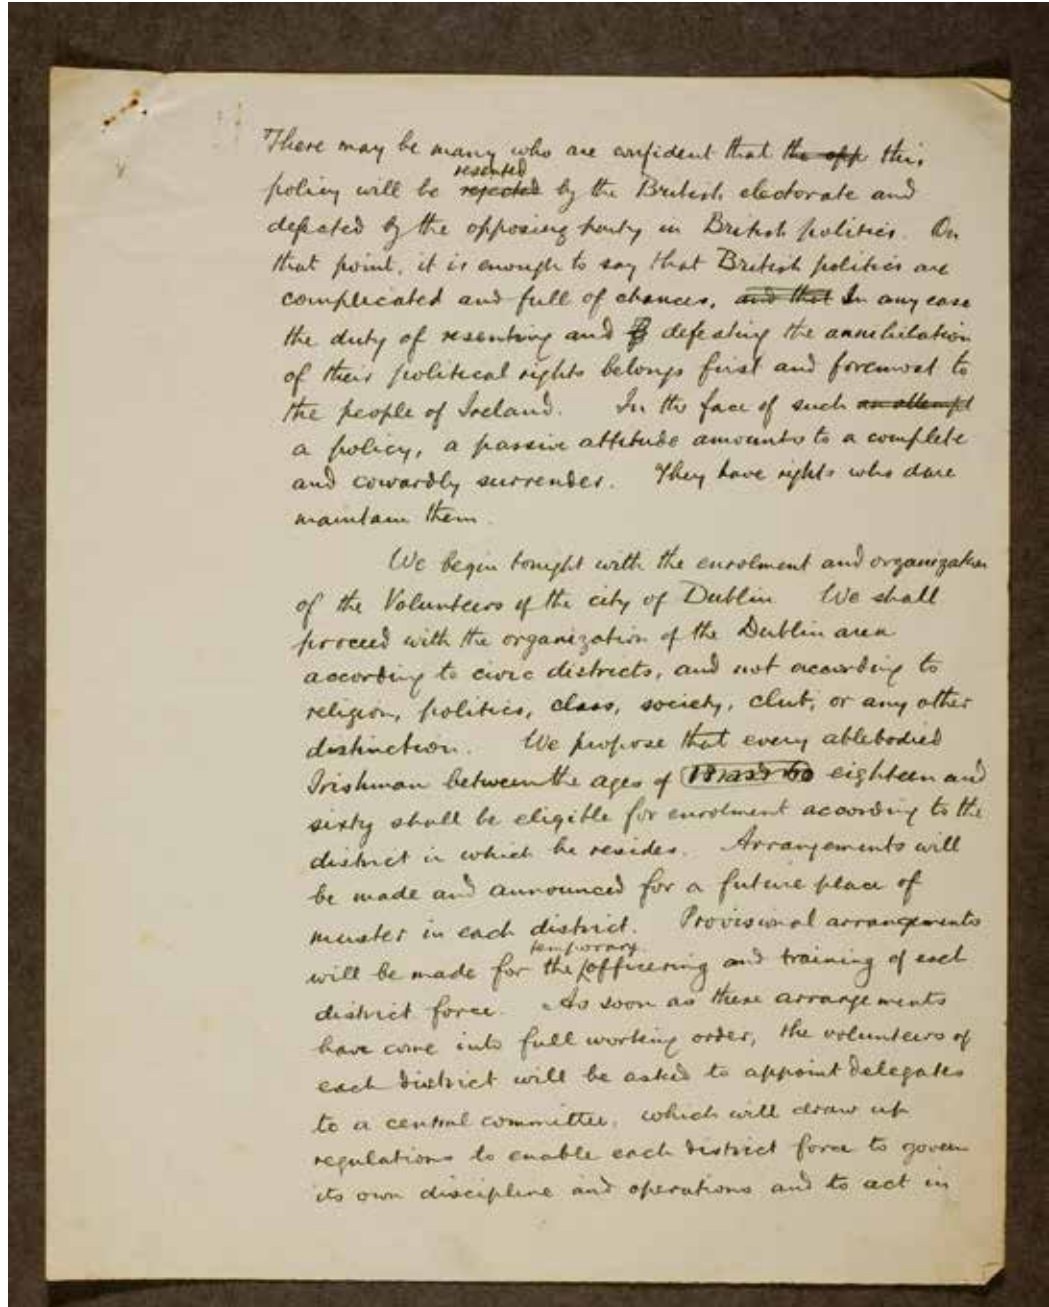 There may be many who are confident that the opp this
resented
policy will be rejected by the British electorate and
defeated by the opposing party in British politics. On
that point, it is enough to say that British politics are
complicated and full of chances, and that In any case
the duty of resenting and defeating the annihilation
of their political rights belongs first and foremost to
the people of Ireland. In the face of such an attempt
a policy, a passive attitude amounts to a complete
and cowardly surrender. They have rights who dare
maintain them.
We begin tonight with the enrolment and organization
of the Volunteers of the city of Dublin. We shall
proceed with the organization of the Dublin area
according to civic districts, and not according to
religion, politics, class, society, club, or any other
distinction. We propose that every ablebodied
Irishman between the ages of 18 and 60 eighteen and
sixty shall be eligible for enrolment according to the
district in which he resides. Arrangements will
be made and announced for a future place of
muster in each district. Provisional arrangements
temporary
will be made for the officering and training of each
district force. As soon as these arrangements
have come into full working order, the volunteers of
each district will be asked to appoint delegates
to a central committee, which will draw up
regulations to enable each district force to govern
its own discipline and operations and to act in